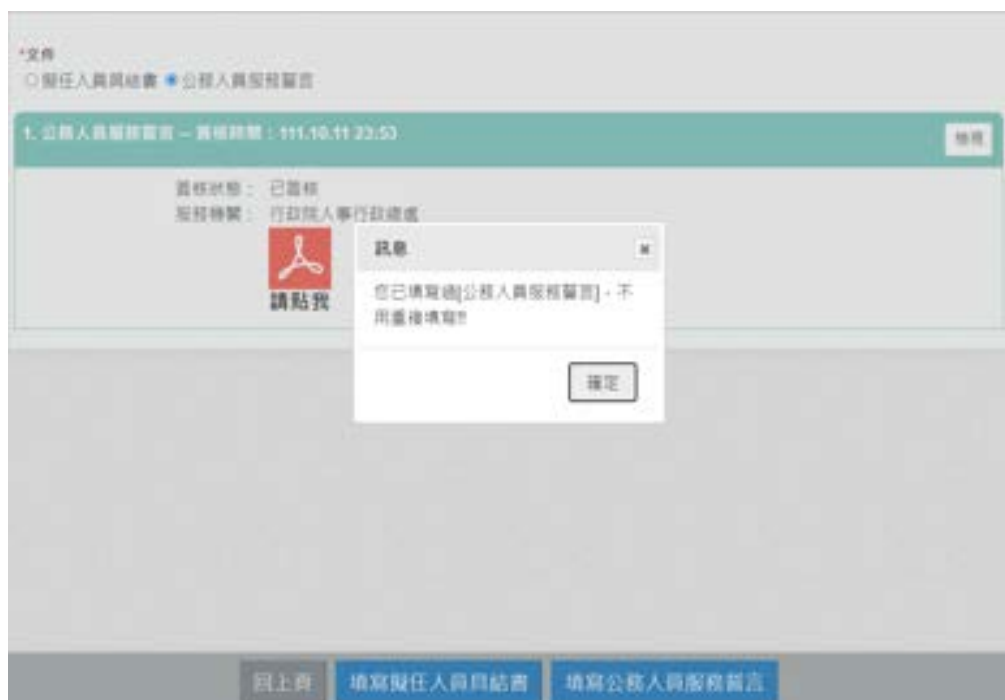 *文件
擬任人員具結書 公務人員服務誓言
1. 公務人員服務誓言 – 簽核時間：111.10.11 23:53
檢視
簽核狀態： 已簽核
服務機關： 行政院人事行政總處
請點我
訊息
您已填寫過[公務人員服務誓言]，不
用重複填寫!!!
確定
回上頁 填寫擬任人員具結書 填寫公務人員服務誓言